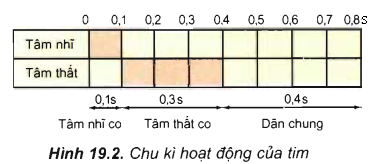 0 0,1 0,2 0,3 0,4 0,5 0,6 0,7 0,8s
Tâm nhĩ
Tâm thất
0,1s 0,3s 0,4s
Tâm nhĩ co Tâm thất co Dãn chung
Hình 19.2. Chu kì hoạt động của tim